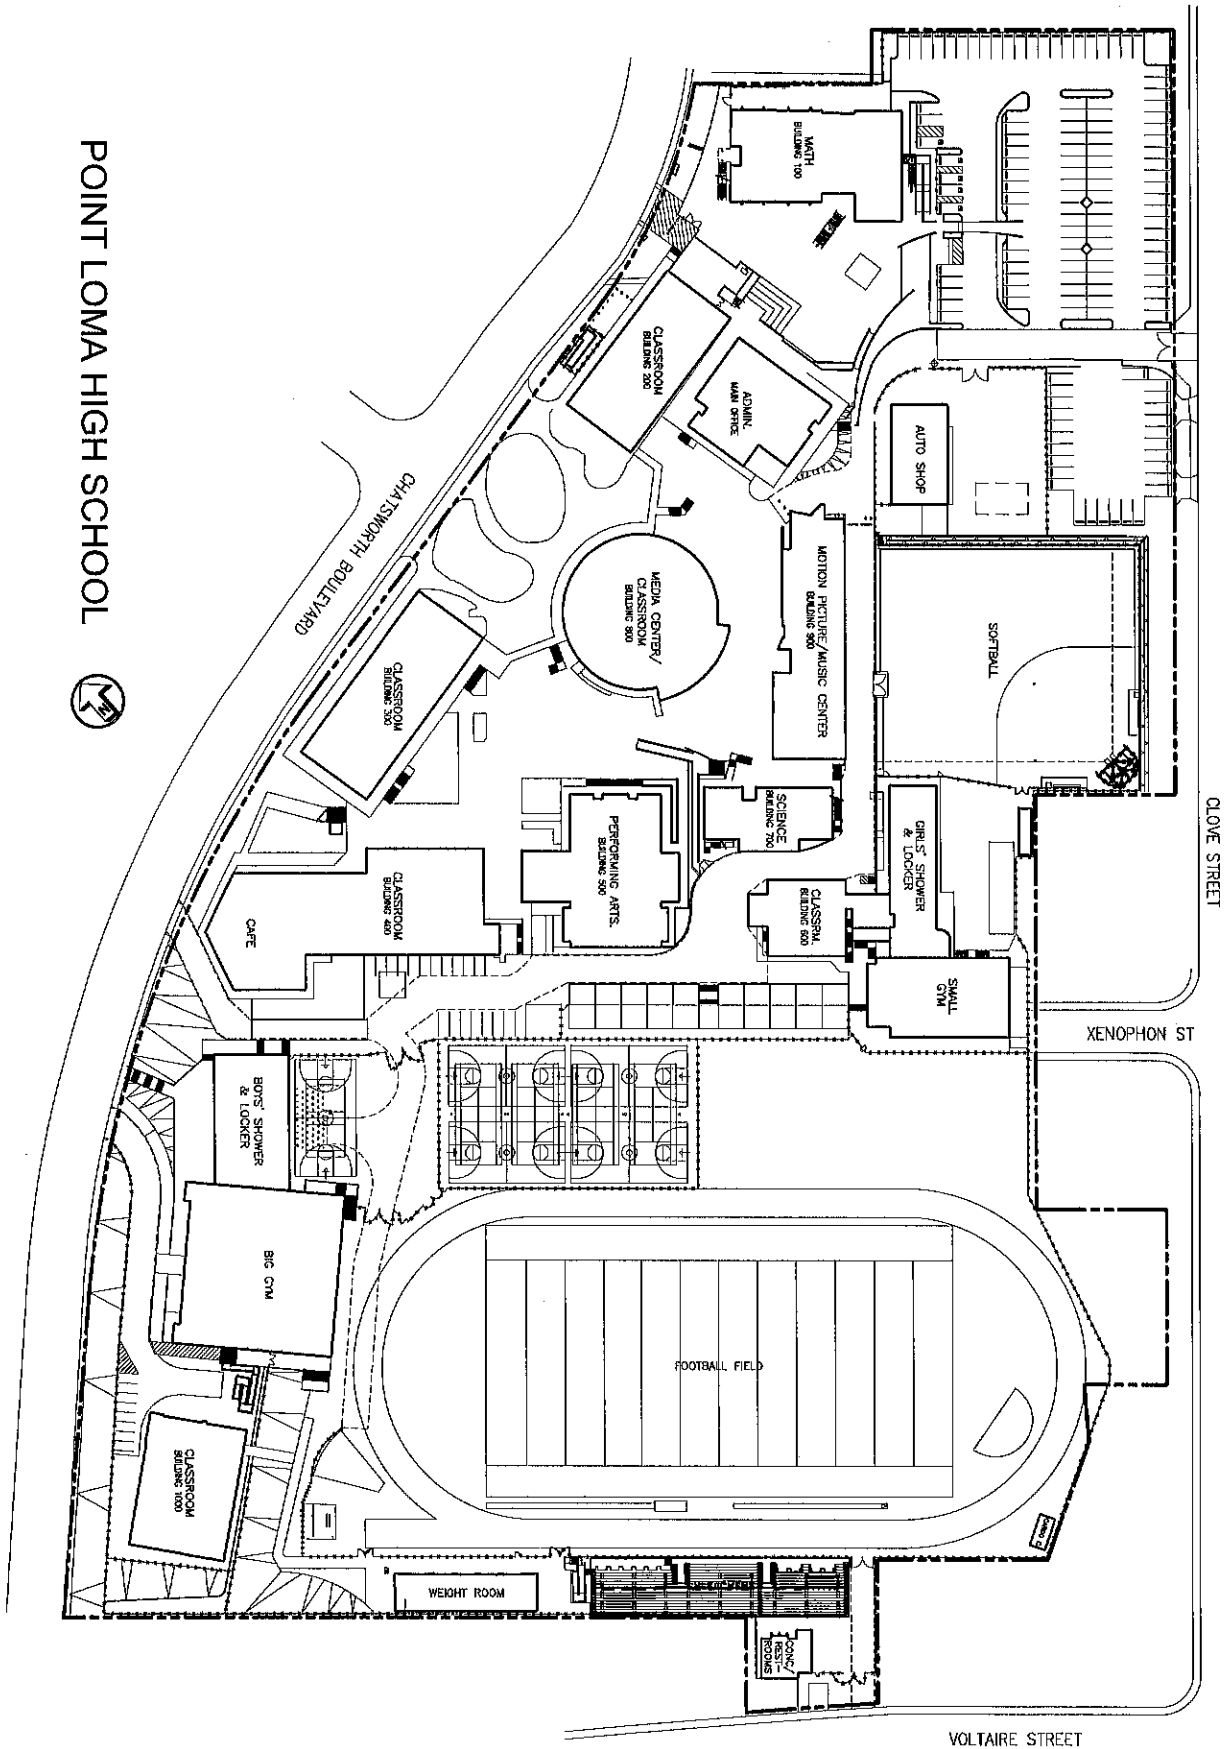 POINT LOMA HIGH SCHOOL
MATH
BUILDING 100
CLASSROOM
BUILDING 200
ADMIN.
MAIN OFFICE
AUTO SHOP
CHATSWORTH BOULEVARD
MEDIA CENTER/
CLASSROOM
BUILDING 800
MOTION PICTURE/MUSIC CENTER
BUILDING 900
SOFTBALL
CLASSROOM
BUILDING 300
CLOVE STREET
PERFORMING ARTS.
BUILDING 500
SCIENCE
BUILDING 700
GIRLS' SHOWER
& LOCKER
CLASSROOM
BUILDING 400
CAFE
CLASSRM.
BUILDING 600
SMALL
GYM
XENOPHON ST
BOYS' SHOWER
& LOCKER
BIG GYM
FOOTBALL FIELD
CLASSROOM
BUILDING 1000
WEIGHT ROOM
CONC/
REST-
ROOMS
VOLTAIRE STREET
N